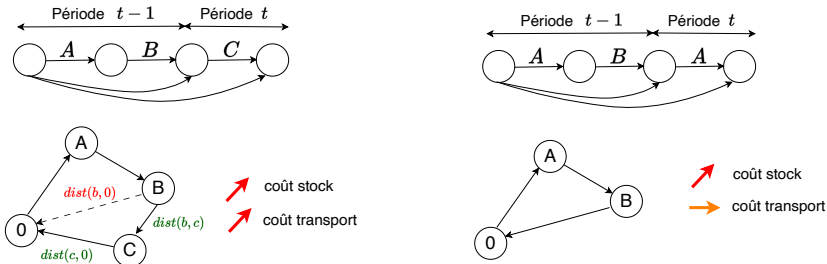 Période t − 1 Période t
A B C
A
B
dist(b, 0)
dist(b, c)
0
C
dist(c, 0)
coût stock
coût transport
Période t − 1 Période t
A B A
A
B
0
coût stock
coût transport